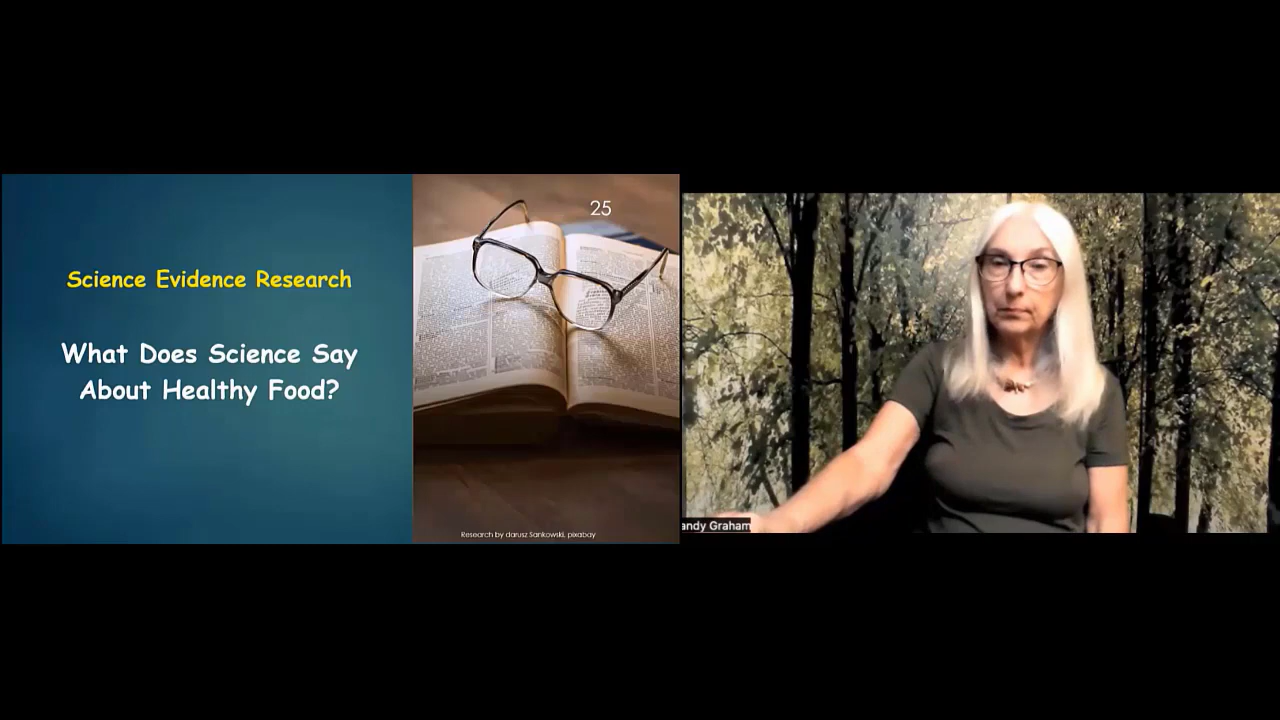 Science Evidence Research
What Does Science Say
About Healthy Food?
25
Research by darusz Sankowski, pixabay
andy Graham